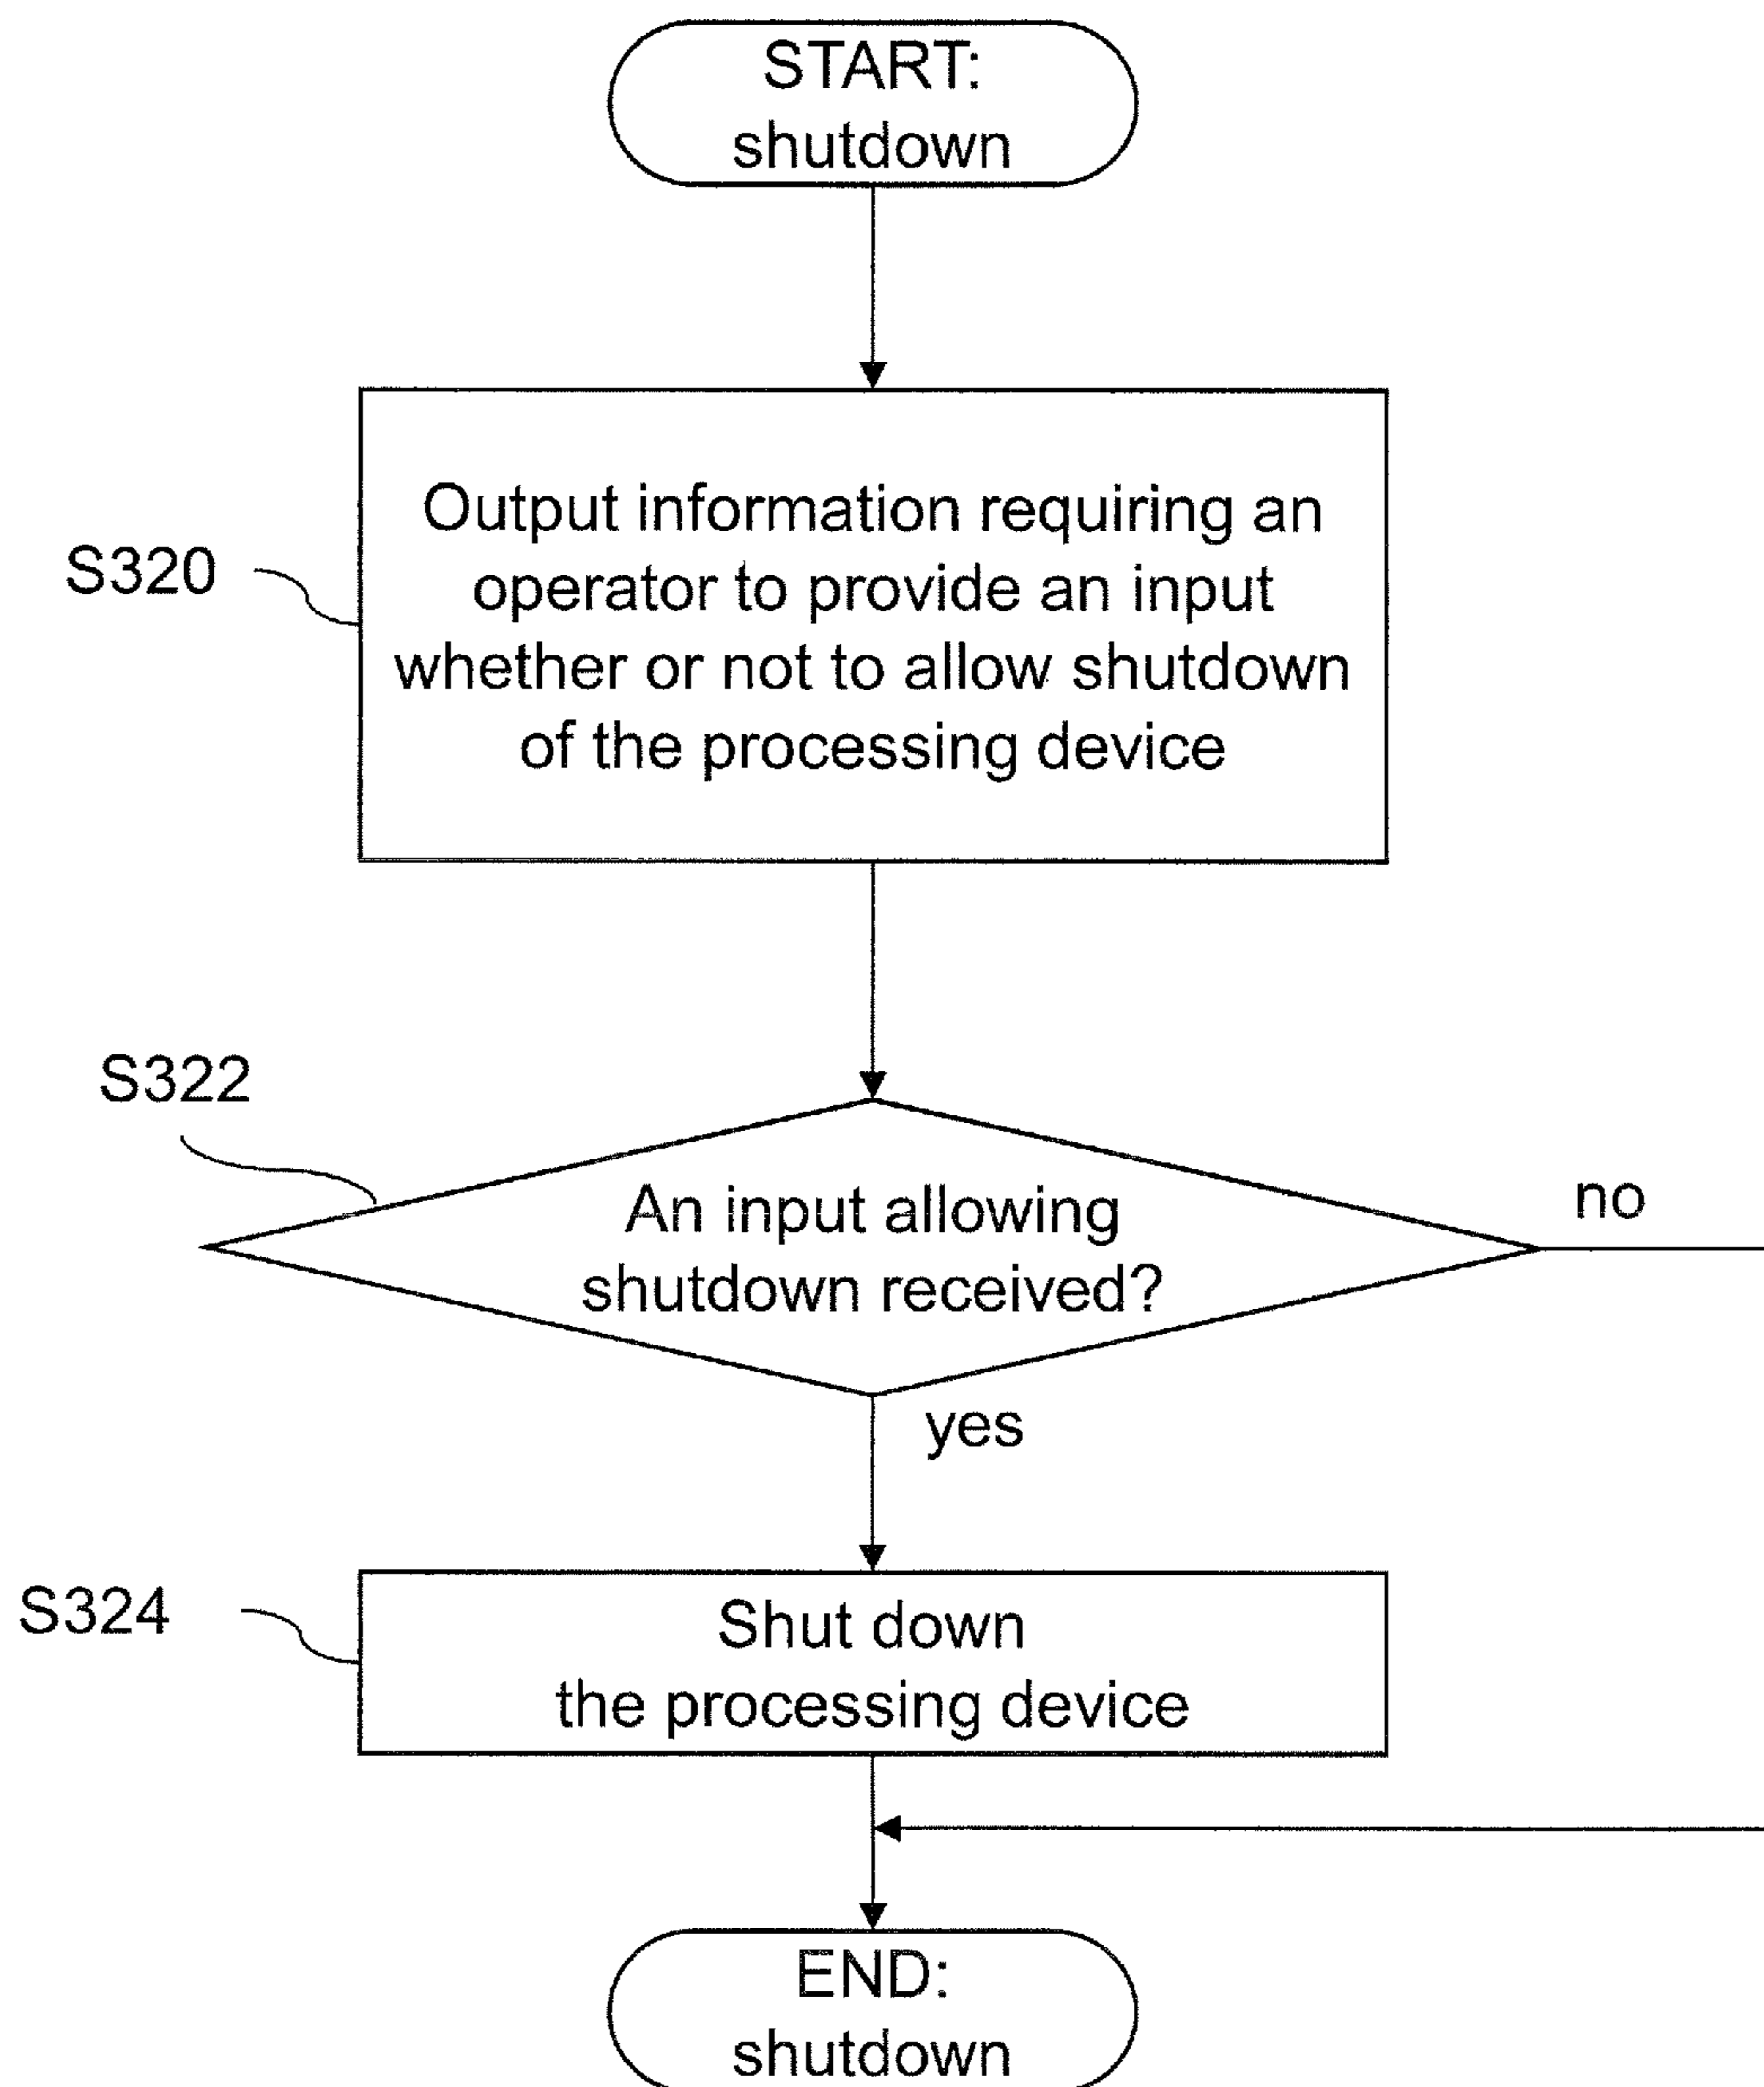 START:
shutdown
Output information requiring an
S320
operator to provide an input
whether or not to allow shutdown
of the processing device
S322
An input allowing
no
shutdown received?
yes
S324
Shut down
the processing device
END:
shutdown